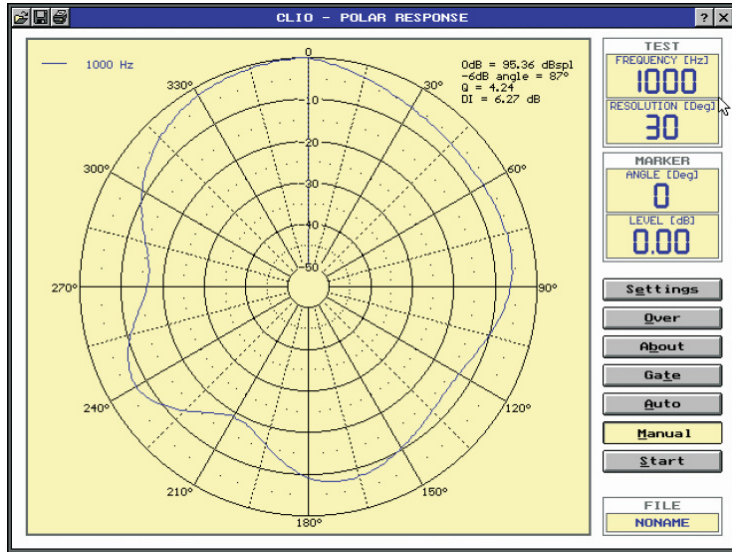 CLIO - POLAR RESPONSE
? ×
1000 Hz
0dB = 95.36 dBspl
-6dB angle = 87°
Q = 4.24
DI = 6.27 dB
0
330°
30°
-10
-20
300°
60°
-30
-40
-50
270°
90°
240°
120°
210°
150°
180°
TEST
FREQUENCY [Hz]
1000
RESOLUTION [Deg]
30
MARKER
ANGLE [Deg]
0
LEVEL [dB]
0.00
Settings
Over
About
Gate
Auto
Manual
Start
FILE
NONAME